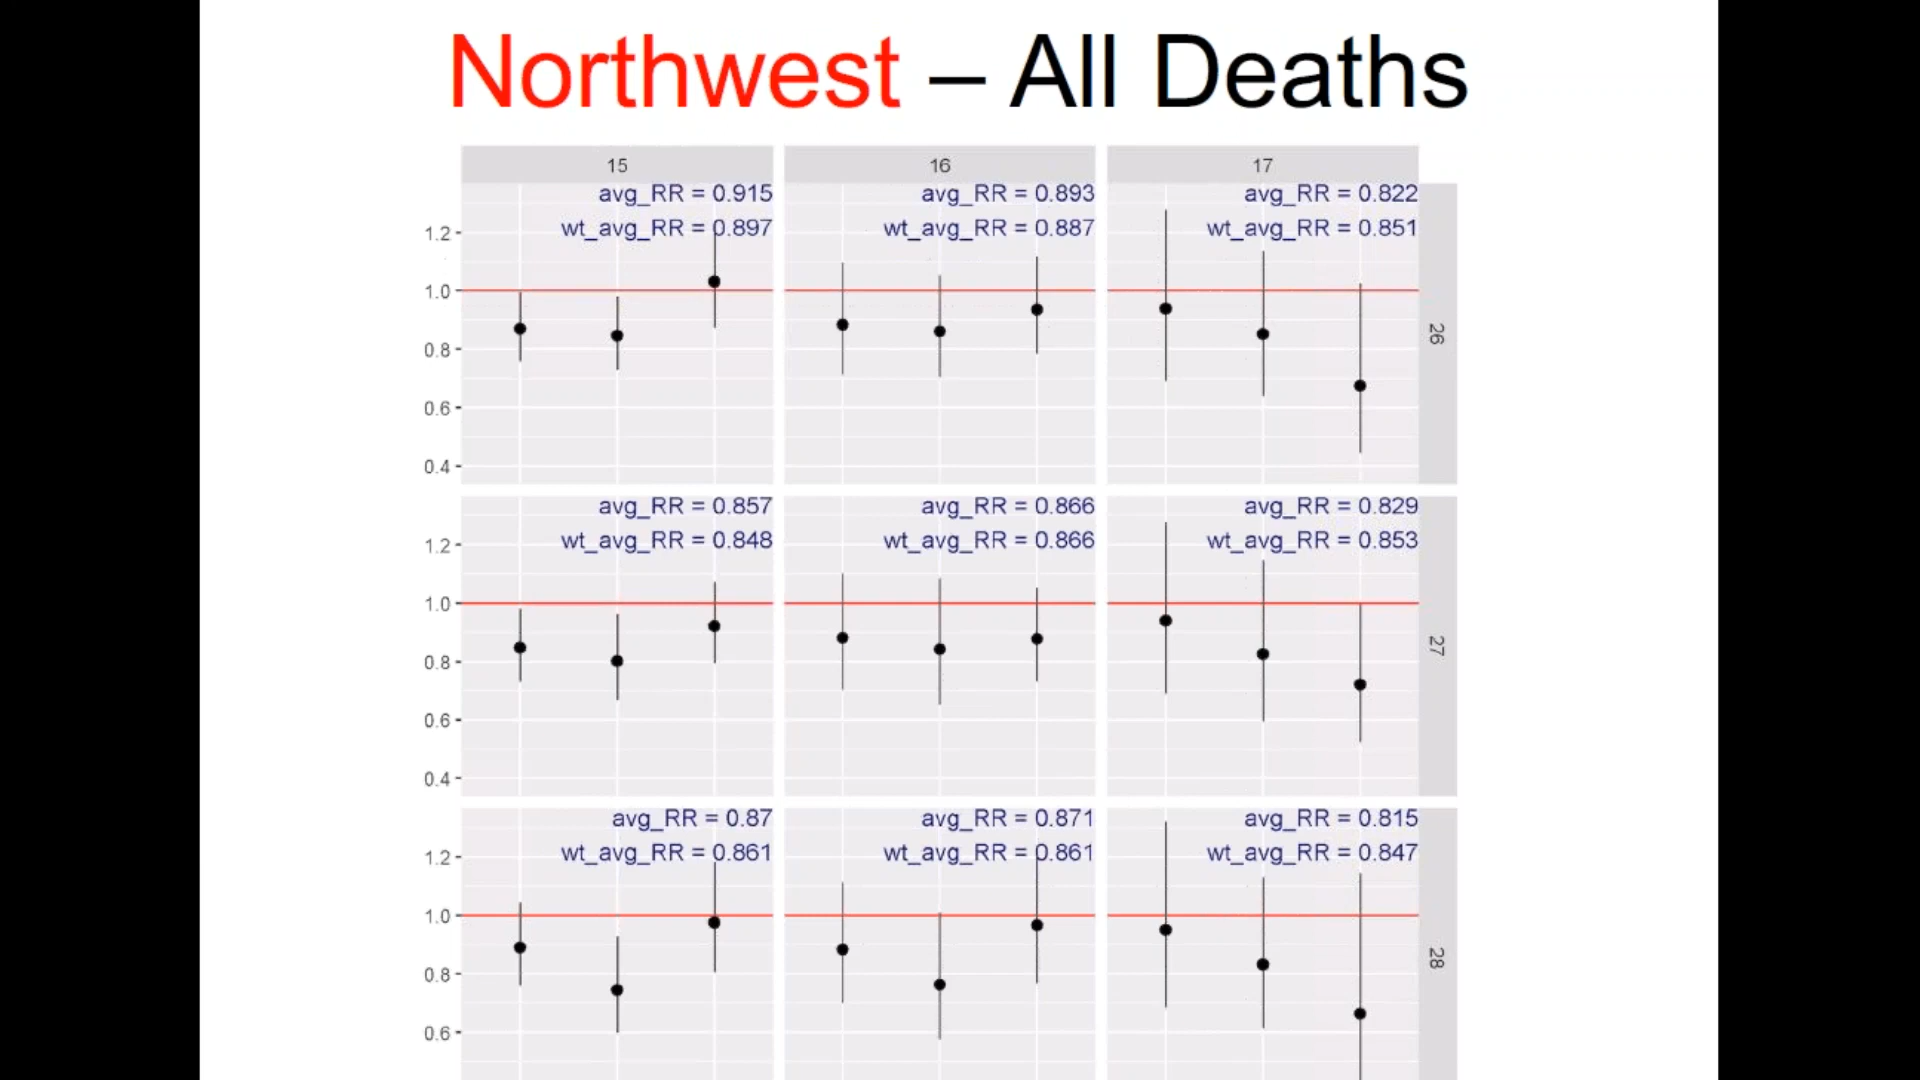 Northwest – All Deaths
15 16 17
avg_RR = 0.915 avg_RR = 0.893 avg_RR = 0.822
wt_avg_RR = 0.897 wt_avg_RR = 0.887 wt_avg_RR = 0.851
1.2
1.0
0.8
0.6
0.4
26
avg_RR = 0.857 avg_RR = 0.866 avg_RR = 0.829
wt_avg_RR = 0.848 wt_avg_RR = 0.866 wt_avg_RR = 0.853
1.2
1.0
0.8
0.6
0.4
27
avg_RR = 0.87 avg_RR = 0.871 avg_RR = 0.815
wt_avg_RR = 0.861 wt_avg_RR = 0.861 wt_avg_RR = 0.847
1.2
1.0
0.8
0.6
28